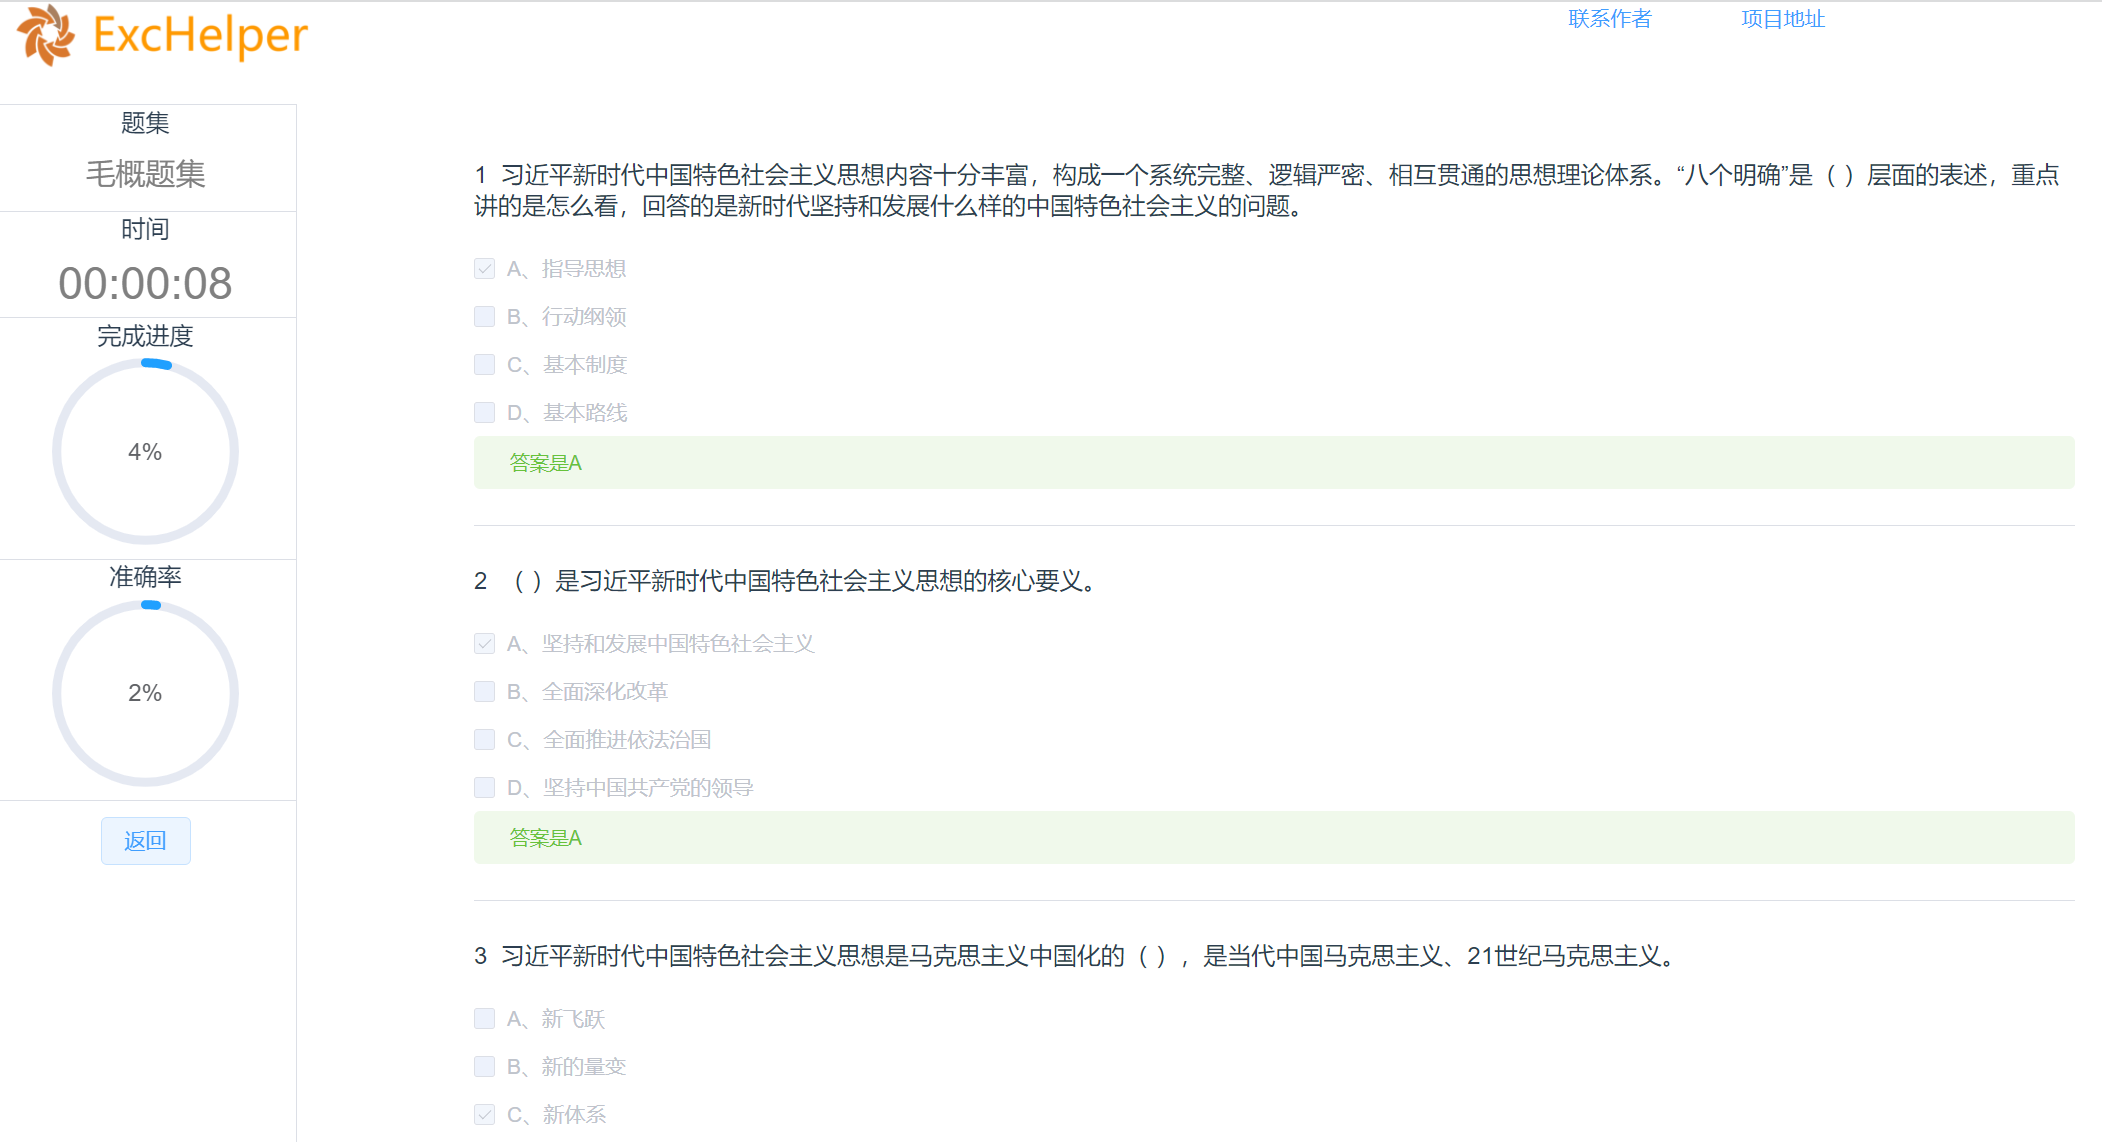 ExcHelper
联系作者
项目地址
题集
毛概题集
时间
00:00:08
完成进度
4%
准确率
2%
返回
1 习近平新时代中国特色社会主义思想内容十分丰富，构成一个系统完整、逻辑严密、相互贯通的思想理论体系。“八个明确”是（ ）层面的表述，重点
讲的是怎么看，回答的是新时代坚持和发展什么样的中国特色社会主义的问题。
A、指导思想
B、行动纲领
C、基本制度
D、基本路线
答案是A
2 （ ）是习近平新时代中国特色社会主义思想的核心要义。
A、坚持和发展中国特色社会主义
B、全面深化改革
C、全面推进依法治国
D、坚持中国共产党的领导
答案是A
3 习近平新时代中国特色社会主义思想是马克思主义中国化的（ ），是当代中国马克思主义、21世纪马克思主义。
A、新飞跃
B、新的量变
C、新体系